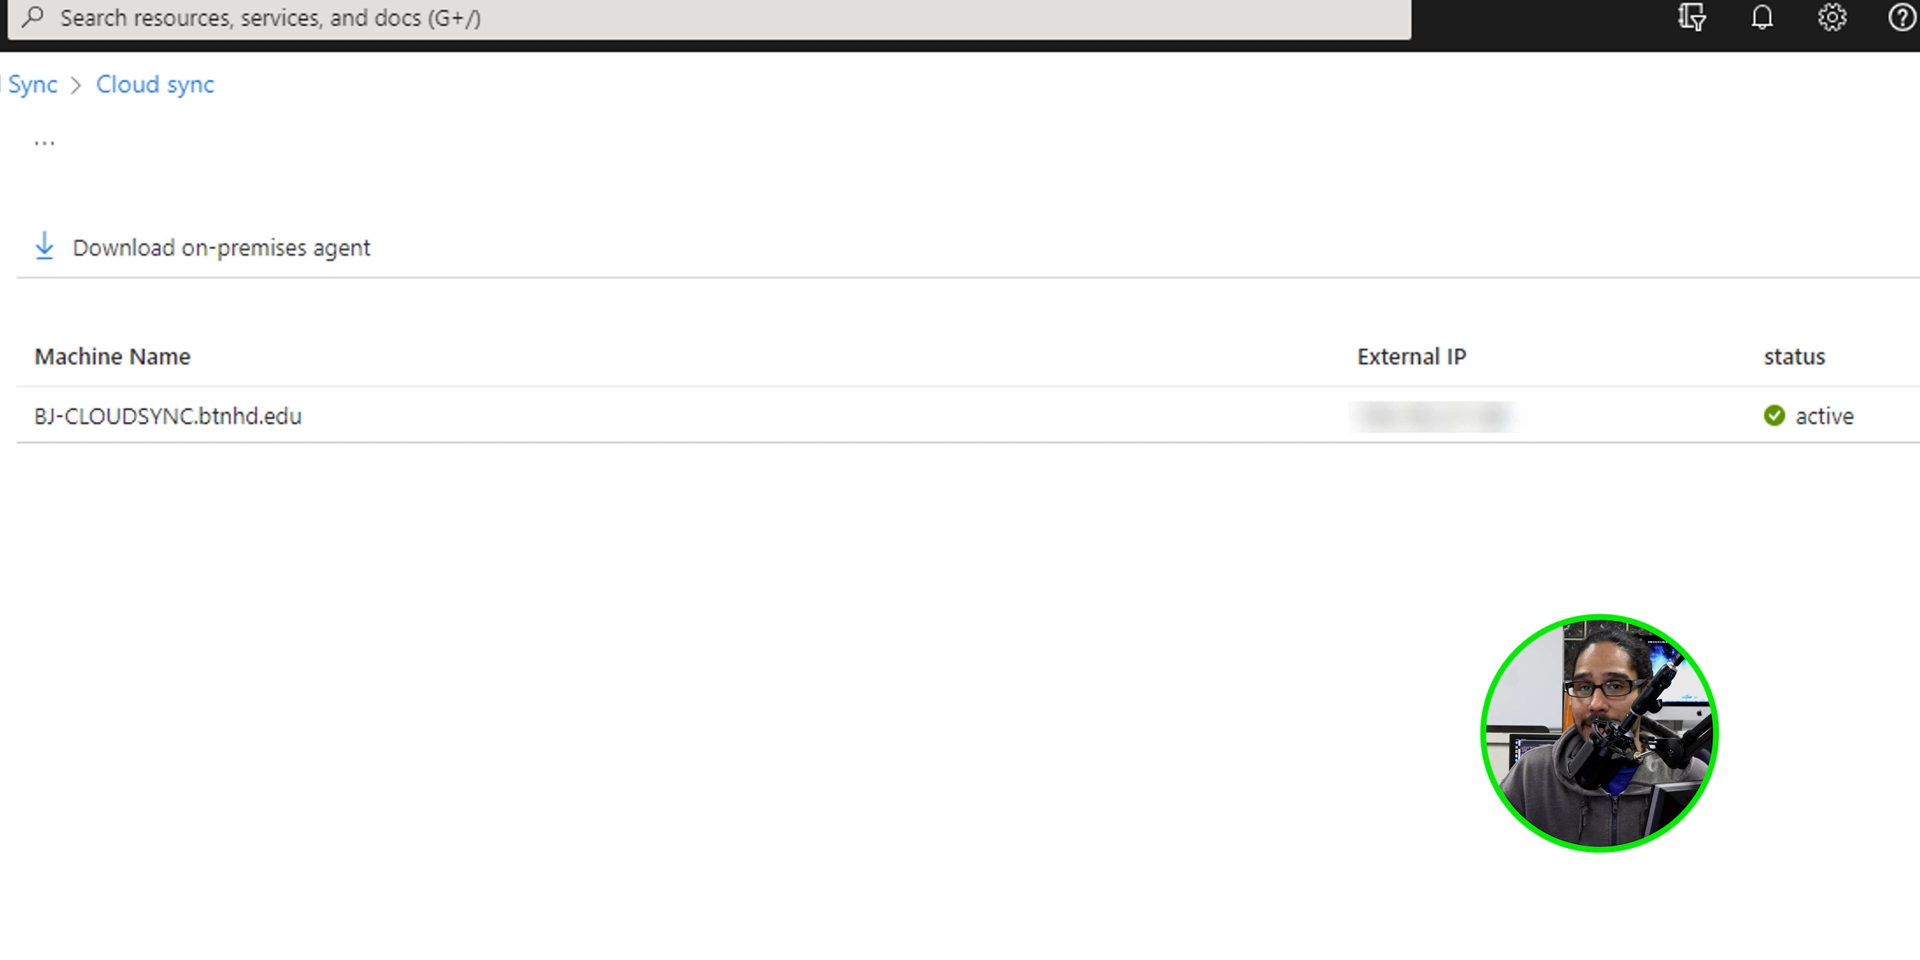 Search resources, services, and docs (G+/)
Sync > Cloud sync
...
Download on-premises agent
Machine Name External IP status
BJ-CLOUDSYNC.btnhd.edu active